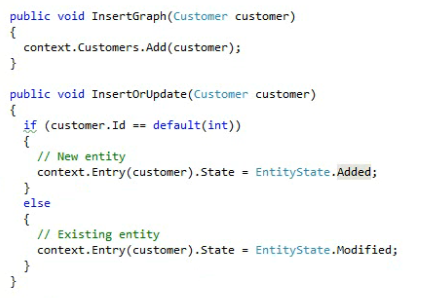 public void InsertGraph(Customer customer)
{
context.Customers.Add(customer);
}
public void InsertOrUpdate(Customer customer)
{
if (customer.Id == default(int))
{
// New entity
context.Entry(customer).State = EntityState.Added;
}
else
{
// Existing entity
context.Entry(customer).State = EntityState.Modified;
}
}